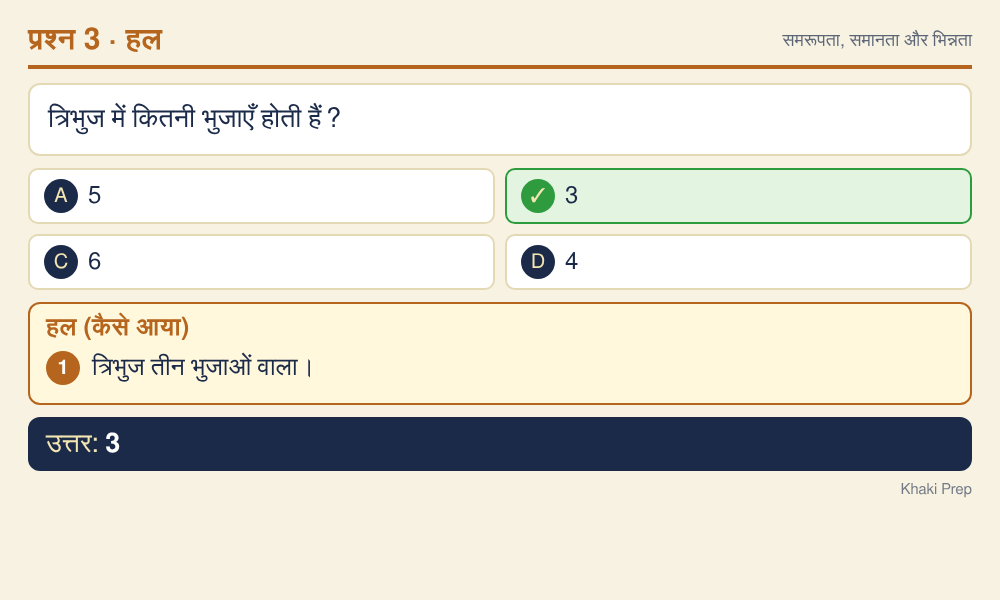 प्रश्न 3 · हल
समरूपता, समानता और भिन्नता
त्रिभुज में कितनी भुजाएँ होती हैं ?
A 5
✓ 3
C 6
D 4
हल (कैसे आया)
1 त्रिभुज तीन भुजाओं वाला।
उत्तर: 3
Khaki Prep